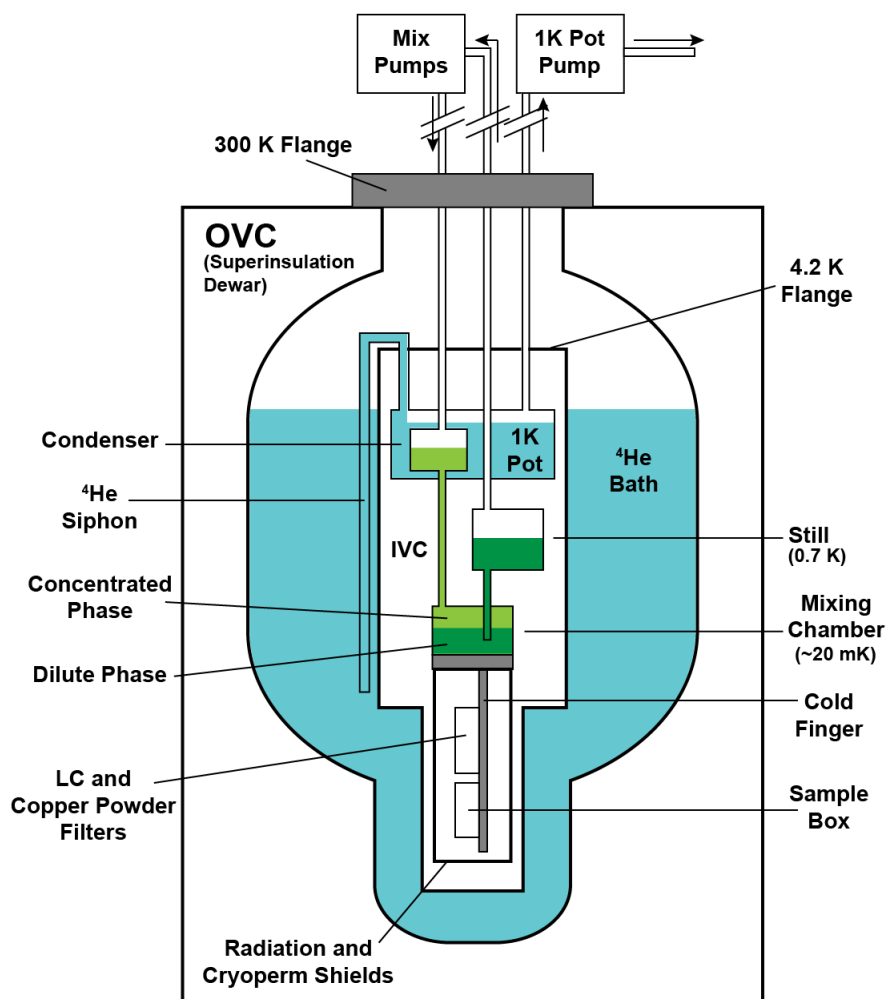 Mix
Pumps
1K Pot
Pump
300 K Flange
OVC
(Superinsulation
Dewar)
4.2 K
Flange
Condenser
1K
Pot
⁴He
Bath
⁴He
Siphon
IVC
Still
(0.7 K)
Concentrated
Phase
Mixing
Chamber
(~20 mK)
Dilute Phase
Cold
Finger
LC and
Copper Powder
Filters
Sample
Box
Radiation and
Cryoperm Shields